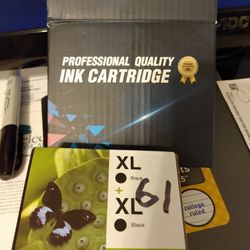 PROFESSIONAL QUALITY
INK CARTRIDGE
XL
Black
+
XL
Black
61
college
ruled